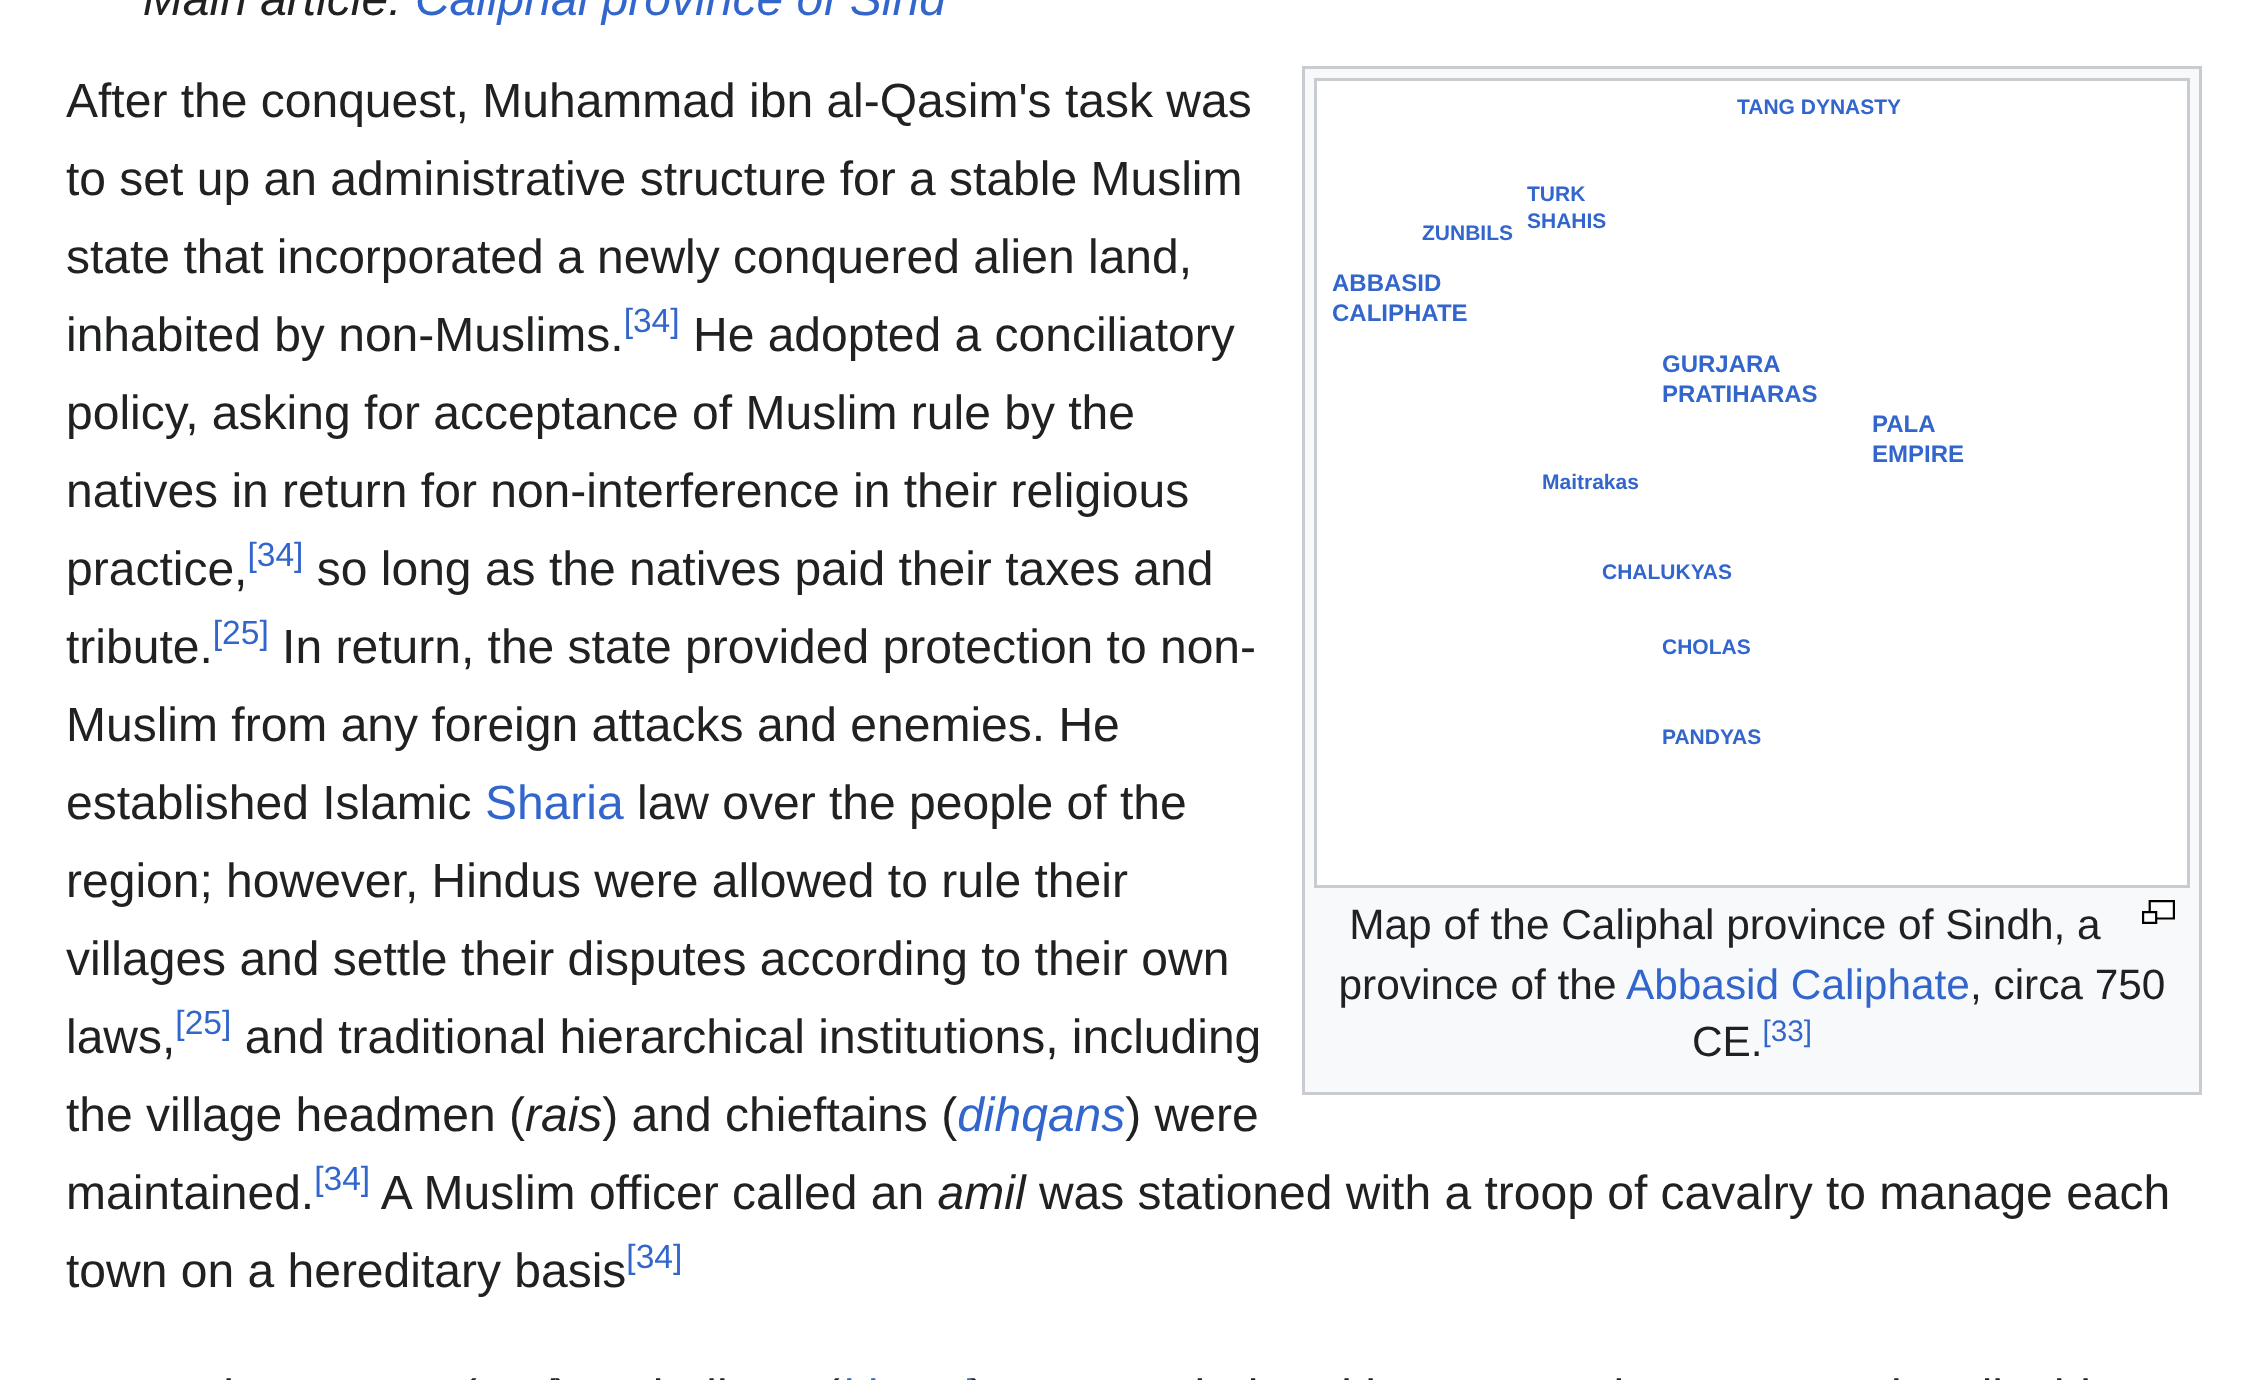 Main article: Caliphal province of Sind
After the conquest, Muhammad ibn al-Qasim's task was
to set up an administrative structure for a stable Muslim
state that incorporated a newly conquered alien land,
inhabited by non-Muslims.[34] He adopted a conciliatory
policy, asking for acceptance of Muslim rule by the
natives in return for non-interference in their religious
practice,[34] so long as the natives paid their taxes and
tribute.[25] In return, the state provided protection to non-
Muslim from any foreign attacks and enemies. He
established Islamic Sharia law over the people of the
region; however, Hindus were allowed to rule their
villages and settle their disputes according to their own
laws,[25] and traditional hierarchical institutions, including
the village headmen (rais) and chieftains (dihqans) were
maintained.[34] A Muslim officer called an amil was stationed with a troop of cavalry to manage each
town on a hereditary basis[34]
TANG DYNASTY
TURK
SHAHIS
ZUNBILS
ABBASID
CALIPHATE
GURJARA
PRATIHARAS
PALA
EMPIRE
Maitrakas
CHALUKYAS
CHOLAS
PANDYAS
Map of the Caliphal province of Sindh, a
province of the Abbasid Caliphate, circa 750
CE.[33]